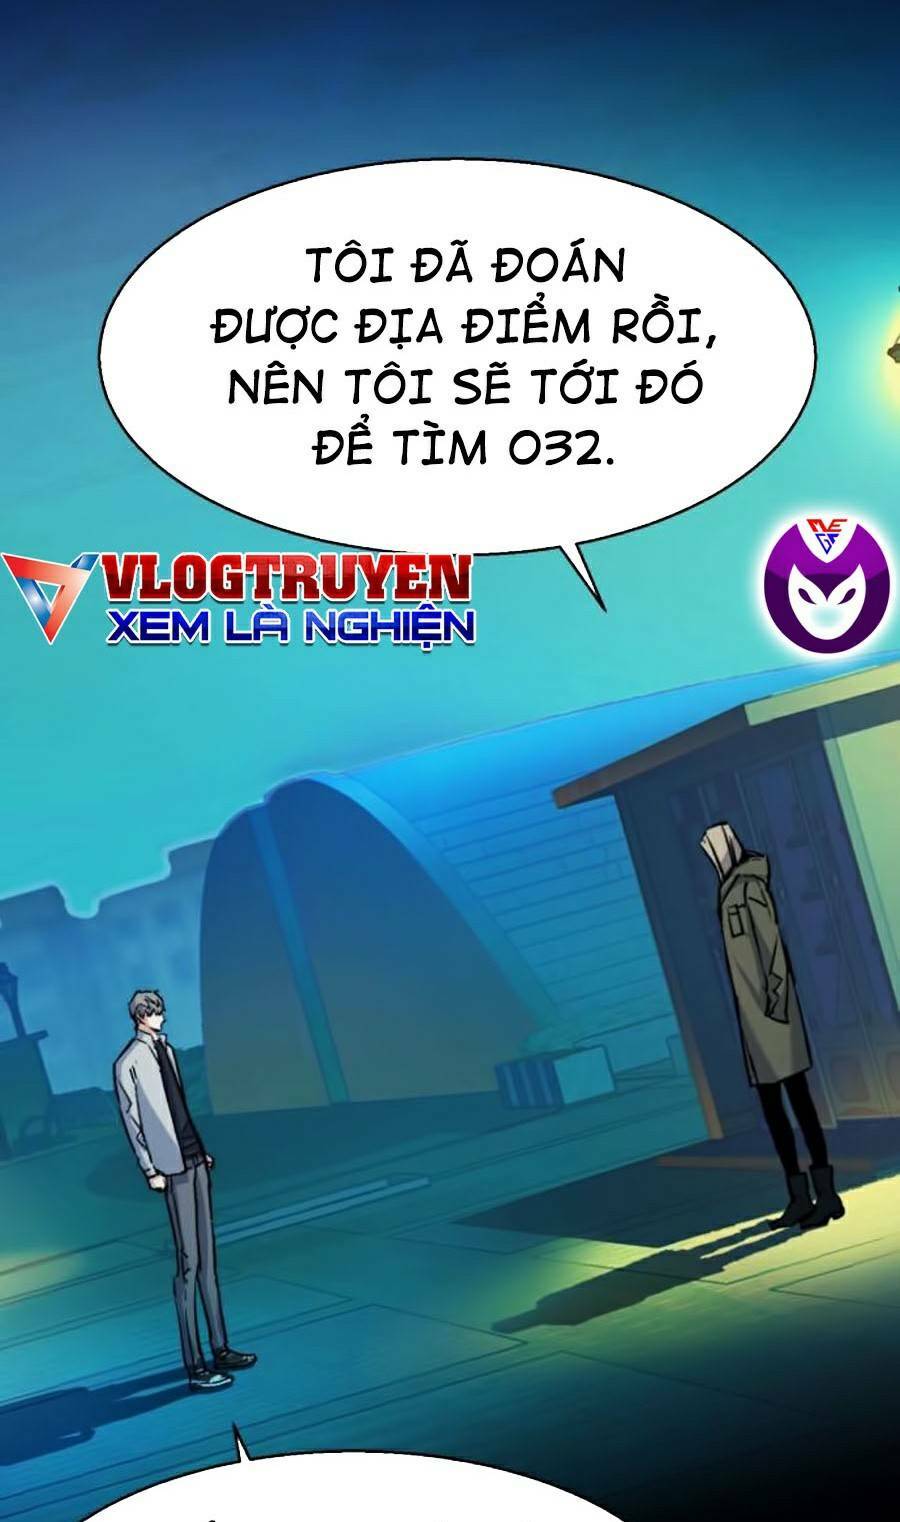 TÔI ĐÃ ĐOÁN
ĐƯỢC ĐỊA ĐIỂM RỒI,
NÊN TÔI SẼ TỚI ĐÓ
ĐỂ TÌM 032.
VLOGTRUYEN
XEM LÀ NGHIỆN